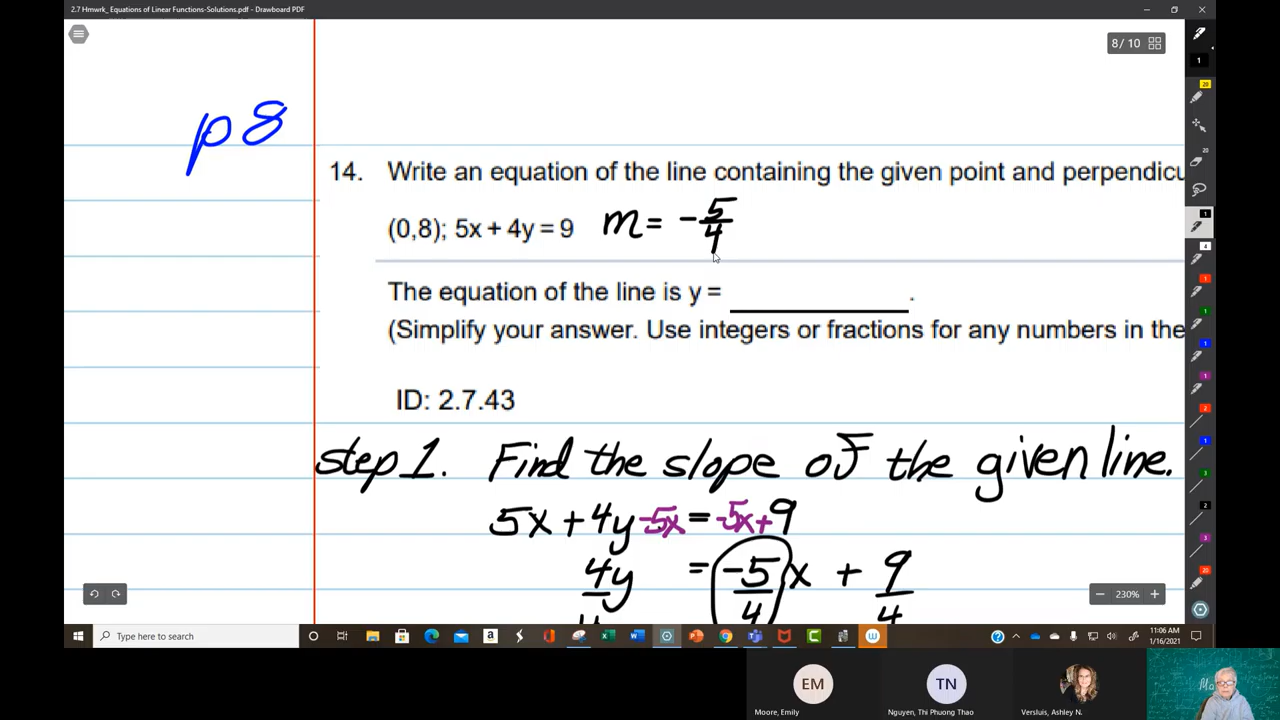 2.7 Hmwrk_ Equations of Linear Functions-Solutions.pdf - Drawboard PDF
8 / 10
p 8
14. Write an equation of the line containing the given point and perpendicu
(0,8); 5x + 4y = 9 m = -5/4
The equation of the line is y = ________ .
(Simplify your answer. Use integers or fractions for any numbers in the
ID: 2.7.43
step 1. Find the slope of the given line.
5x + 4y -5x = -5x + 9
4y = -5/4 x + 9/4
230%
Type here to search
11:06 AM
1/16/2021
EM
TN
Moore, Emily
Nguyen, Thi Phuong Thao
Versluis, Ashley N.